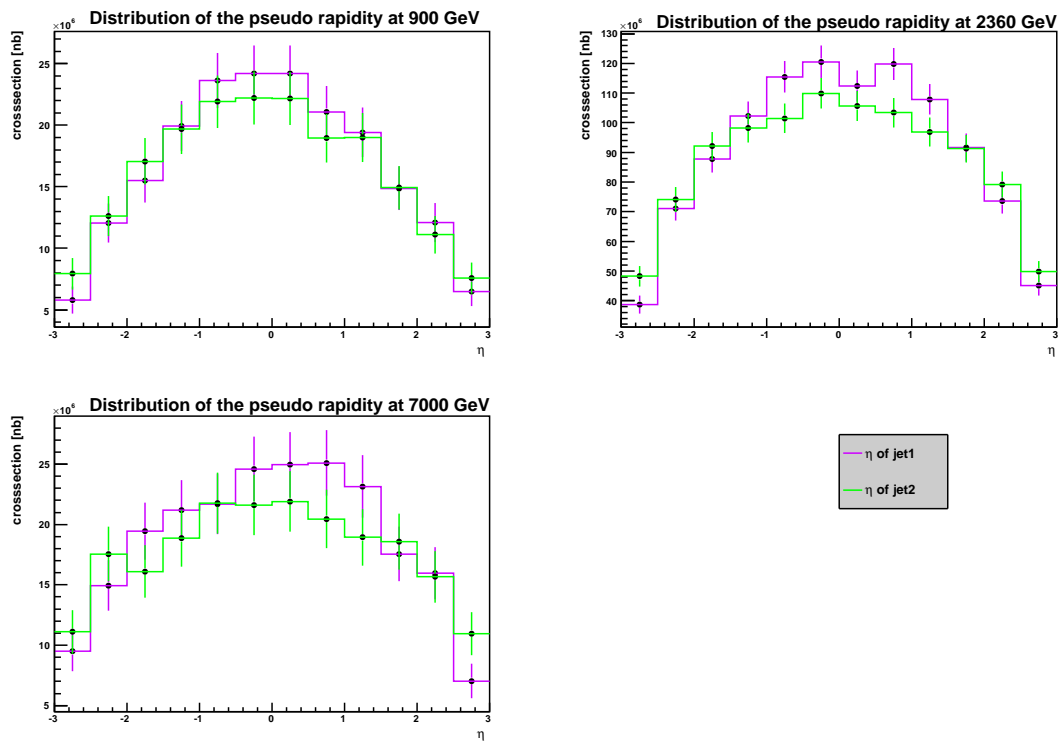 Distribution of the pseudo rapidity at 900 GeV
×10⁶
crosssection [nb]
25
20
15
10
5
-3 -2 -1 0 1 2 3
η
Distribution of the pseudo rapidity at 2360 GeV
×10⁶
crosssection [nb]
130
120
110
100
90
80
70
60
50
40
-3 -2 -1 0 1 2 3
η
Distribution of the pseudo rapidity at 7000 GeV
×10⁶
crosssection [nb]
25
20
15
10
5
-3 -2 -1 0 1 2 3
η
η of jet1
η of jet2